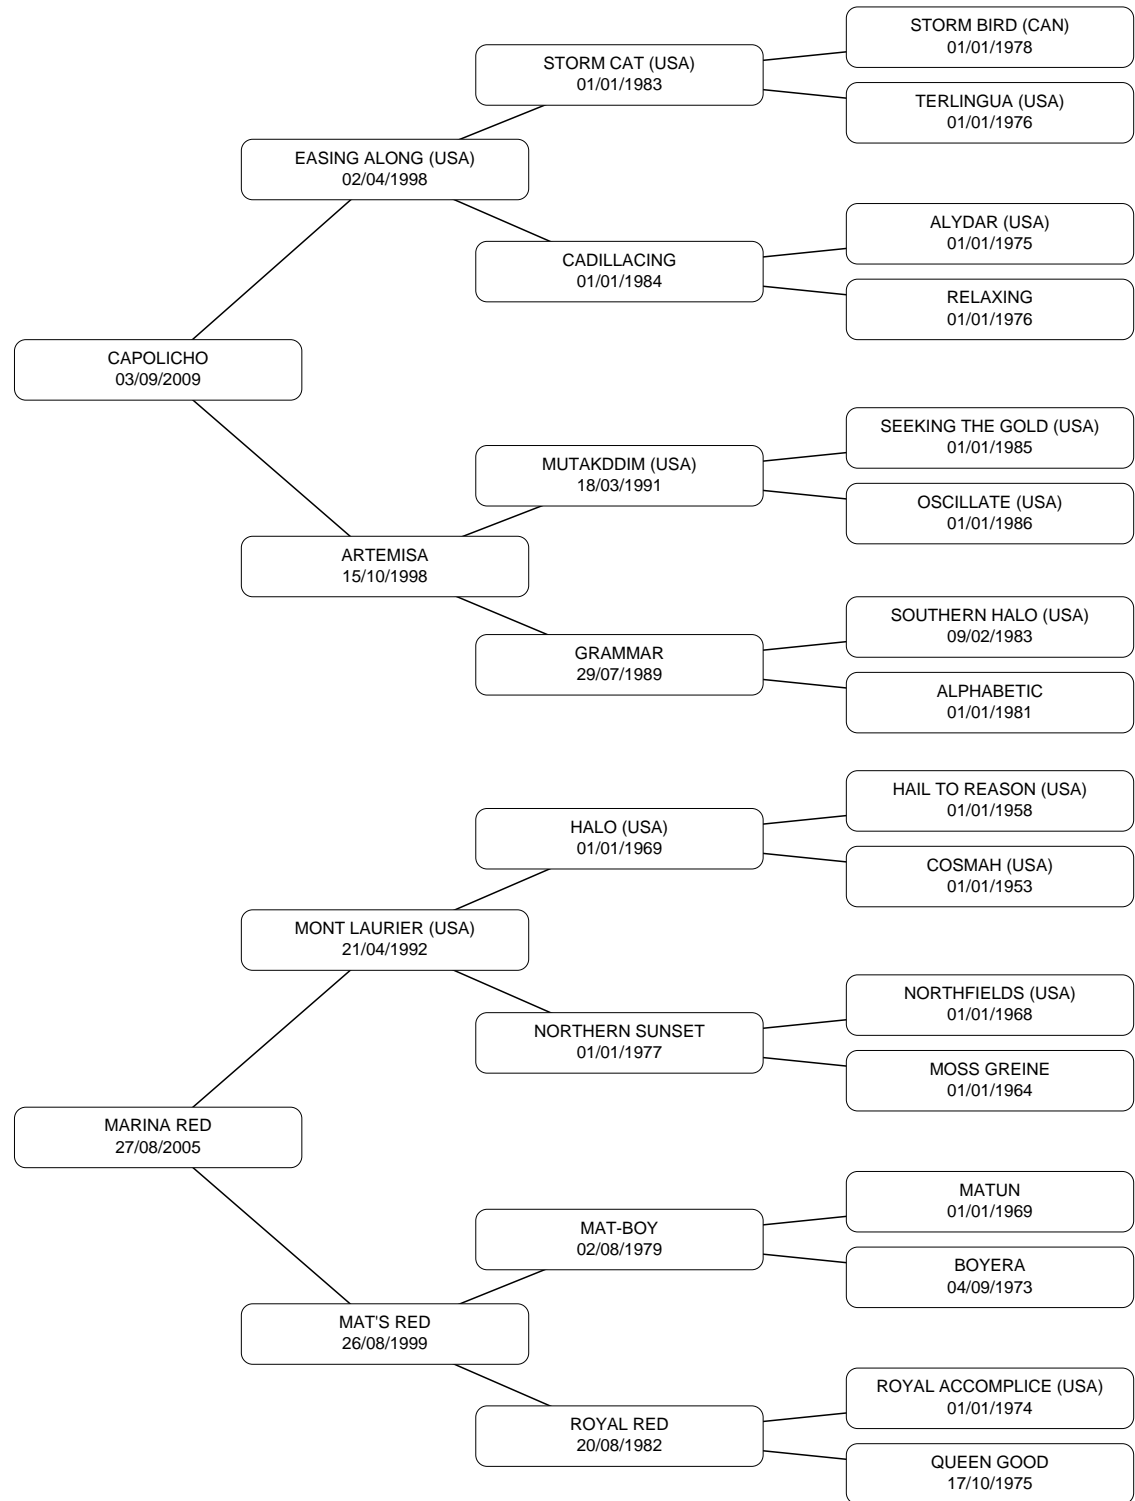 STORM BIRD (CAN)
01/01/1978
STORM CAT (USA)
01/01/1983
TERLINGUA (USA)
01/01/1976
EASING ALONG (USA)
02/04/1998
ALYDAR (USA)
01/01/1975
CADILLACING
01/01/1984
RELAXING
01/01/1976
CAPOLICHO
03/09/2009
SEEKING THE GOLD (USA)
01/01/1985
MUTAKDDIM (USA)
18/03/1991
OSCILLATE (USA)
01/01/1986
ARTEMISA
15/10/1998
SOUTHERN HALO (USA)
09/02/1983
GRAMMAR
29/07/1989
ALPHABETIC
01/01/1981
HAIL TO REASON (USA)
01/01/1958
HALO (USA)
01/01/1969
COSMAH (USA)
01/01/1953
MONT LAURIER (USA)
21/04/1992
NORTHFIELDS (USA)
01/01/1968
NORTHERN SUNSET
01/01/1977
MOSS GREINE
01/01/1964
MARINA RED
27/08/2005
MATUN
01/01/1969
MAT-BOY
02/08/1979
BOYERA
04/09/1973
MAT'S RED
26/08/1999
ROYAL ACCOMPLICE (USA)
01/01/1974
ROYAL RED
20/08/1982
QUEEN GOOD
17/10/1975